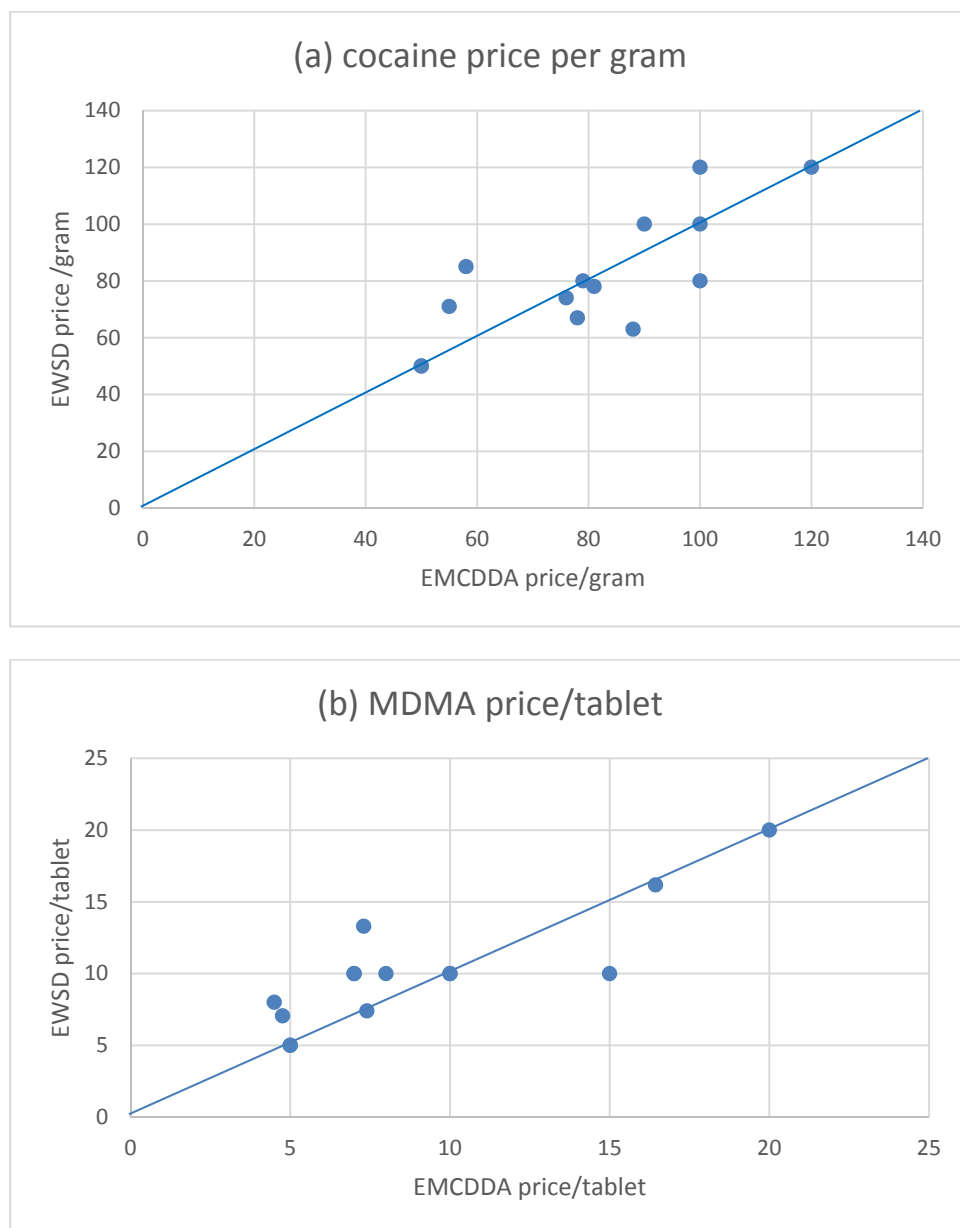 (a) cocaine price per gram
140
120
100
80
60
40
20
0
EWSD price /gram
0 20 40 60 80 100 120 140
EMCDDA price/gram
(b) MDMA price/tablet
25
20
15
10
5
0
EWSD price/tablet
0 5 10 15 20 25
EMCDDA price/tablet